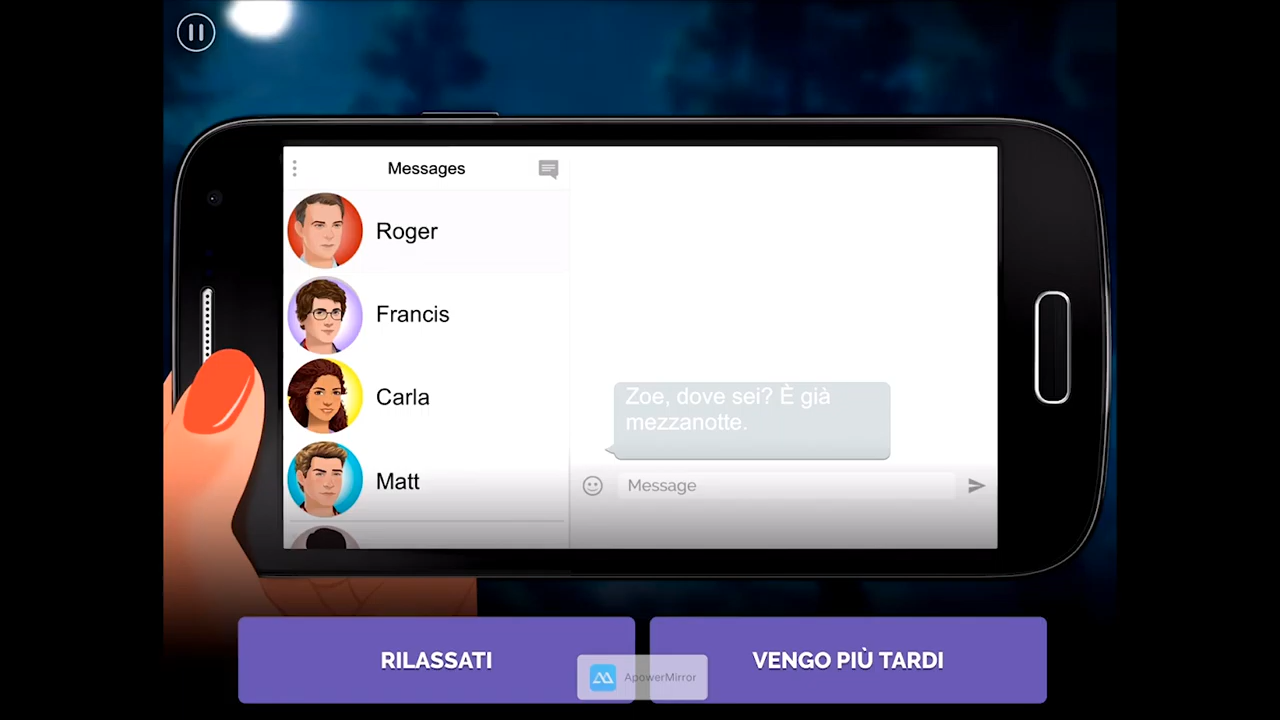 Messages
Roger
Francis
Carla
Matt
Zoe, dove sei? È già
mezzanotte.
Message
RILASSATI
VENGO PIÙ TARDI
ApowerMirror